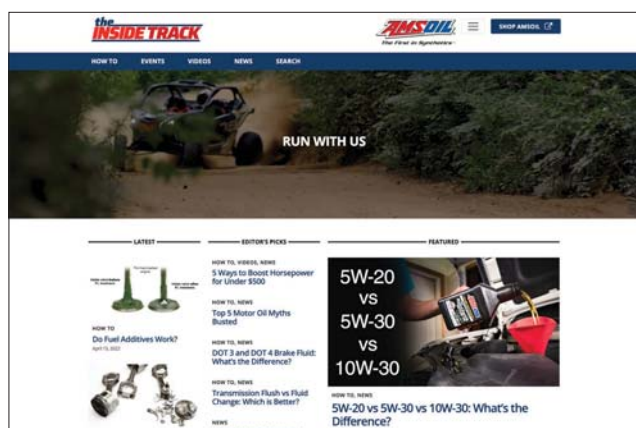 the
INSIDE TRACK
AMSOIL
The First in Synthetics
SHOP AMSOIL
HOW TO EVENTS VIDEOS NEWS SEARCH
RUN WITH US
LATEST
HOW TO
Do Fuel Additives Work?
April 13, 2021
EDITOR'S PICKS
HOW TO, VIDEOS, NEWS
5 Ways to Boost Horsepower
for Under $500
HOW TO, NEWS
Top 5 Motor Oil Myths
Busted
HOW TO, NEWS
DOT 3 and DOT 4 Brake Fluid:
What's the Difference?
HOW TO, NEWS
Transmission Flush vs Fluid
Change: Which is Better?
NEWS
FEATURED
5W-20
vs
5W-30
vs
10W-30
HOW TO, NEWS
5W-20 vs 5W-30 vs 10W-30: What's the
Difference?